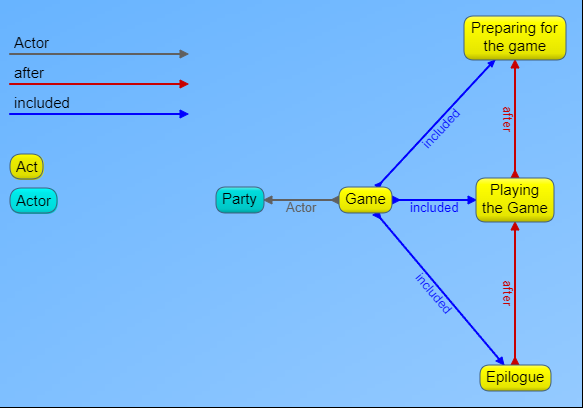 Actor
after
included
Act
Actor
Preparing for
the game
included
after
Party
Actor
Game
included
Playing
the Game
included
after
Epilogue